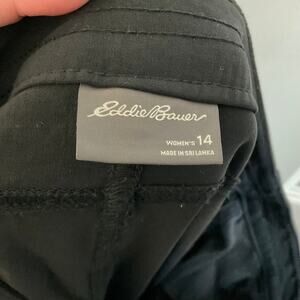 Eddie Bauer
WOMEN'S 14
MADE IN SRI LANKA